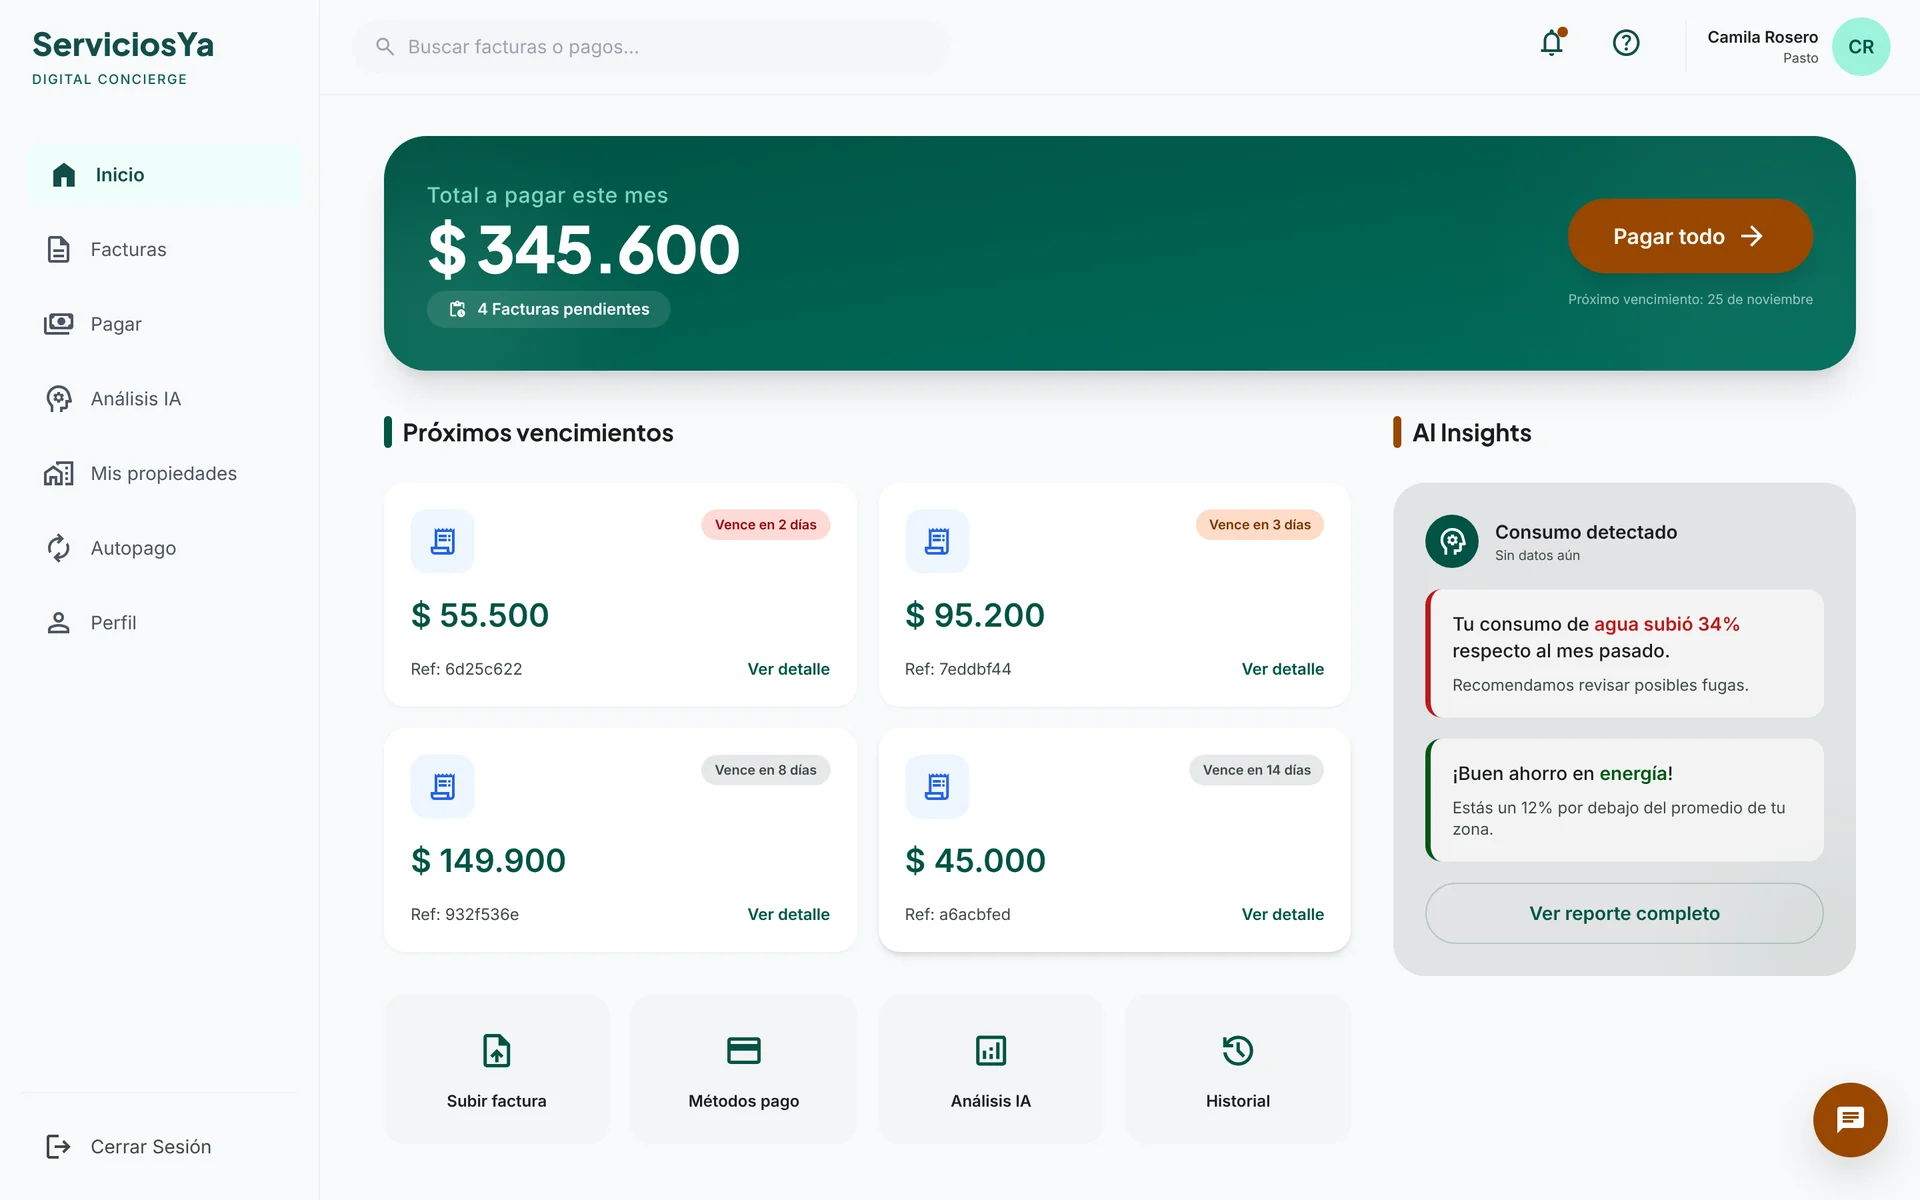 ServiciosYa
DIGITAL CONCIERGE
Inicio
Facturas
Pagar
Análisis IA
Mis propiedades
Autopago
Perfil
Cerrar Sesión
Buscar facturas o pagos...
Camila Rosero
Pasto
CR
Total a pagar este mes
$ 345.600
4 Facturas pendientes
Pagar todo
Próximo vencimiento: 25 de noviembre
Próximos vencimientos
Vence en 2 días
$ 55.500
Ref: 6d25c622
Ver detalle
Vence en 3 días
$ 95.200
Ref: 7eddbf44
Ver detalle
Vence en 8 días
$ 149.900
Ref: 932f536e
Ver detalle
Vence en 14 días
$ 45.000
Ref: a6acbfed
Ver detalle
Subir factura
Métodos pago
Análisis IA
Historial
AI Insights
Consumo detectado
Sin datos aún
Tu consumo de agua subió 34%
respecto al mes pasado.
Recomendamos revisar posibles fugas.
¡Buen ahorro en energía!
Estás un 12% por debajo del promedio de tu
zona.
Ver reporte completo